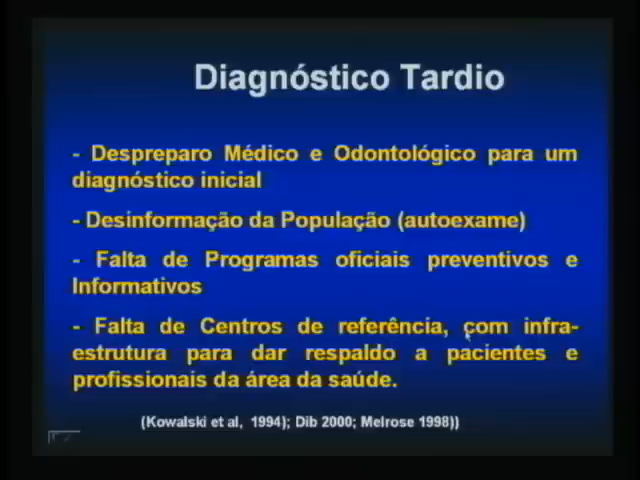 Diagnóstico Tardio
- Despreparo Médico e Odontológico para um
diagnóstico inicial
- Desinformação da População (autoexame)
- Falta de Programas oficiais preventivos e
Informativos
- Falta de Centros de referência, com infra-
estrutura para dar respaldo a pacientes e
profissionais da área da saúde.
(Kowalski et al, 1994); Dib 2000; Melrose 1998))